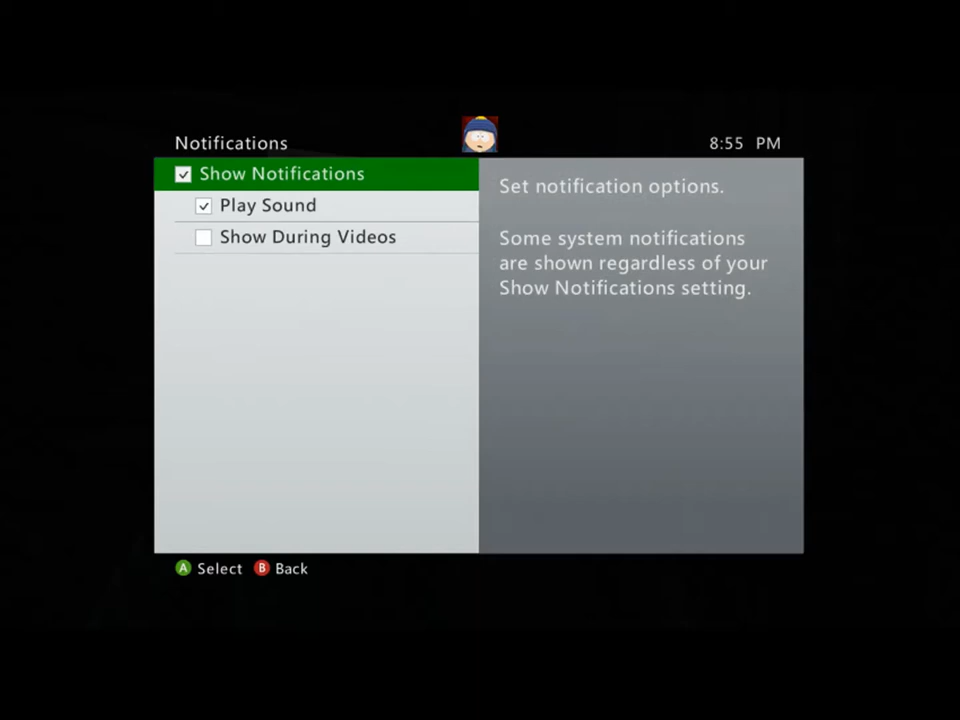 Notifications
8:55 PM
Show Notifications
Play Sound
Show During Videos
Set notification options.
Some system notifications
are shown regardless of your
Show Notifications setting.
A Select B Back